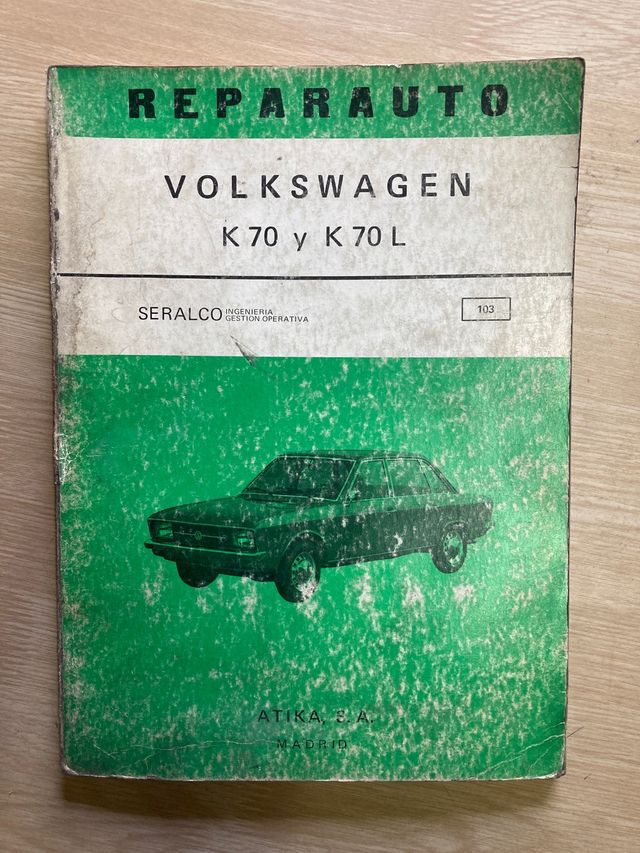 REPARAUTO
VOLKSWAGEN
K 70 y K 70 L
SERALCO INGENIERIA
GESTION OPERATIVA
103
ATIKA, S.A.
MADRID